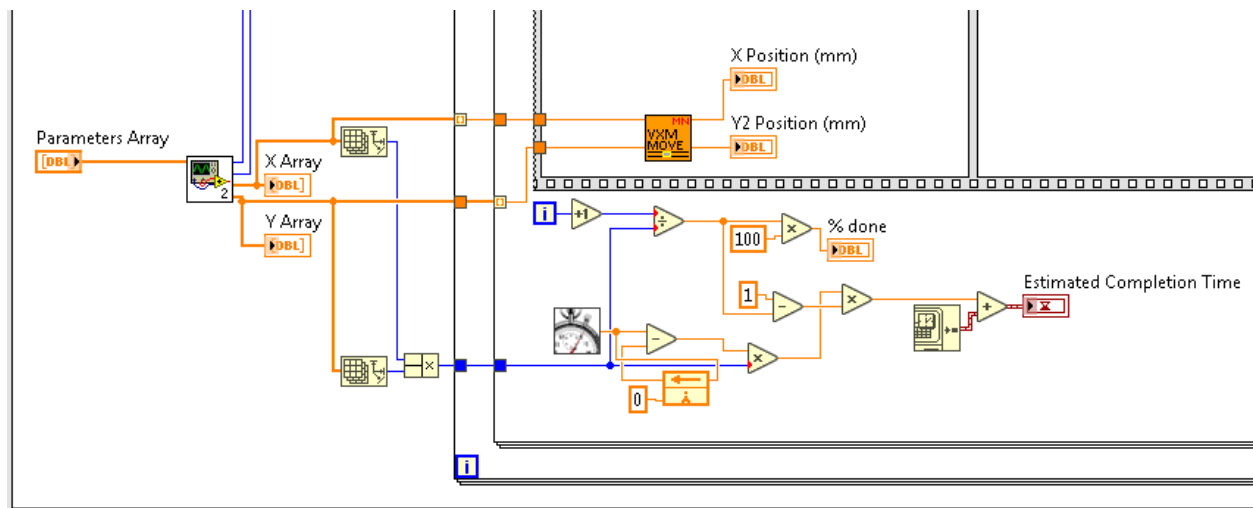 X Position (mm)
DBL
MN
VXM
MOVE
Y2 Position (mm)
DBL
Parameters Array
[DBL]
2
X Array
DBL]
Y Array
DBL]
i
+1
÷
100
x
% done
DBL
1
-
x
Estimated Completion Time
+
-
x
x
0
i